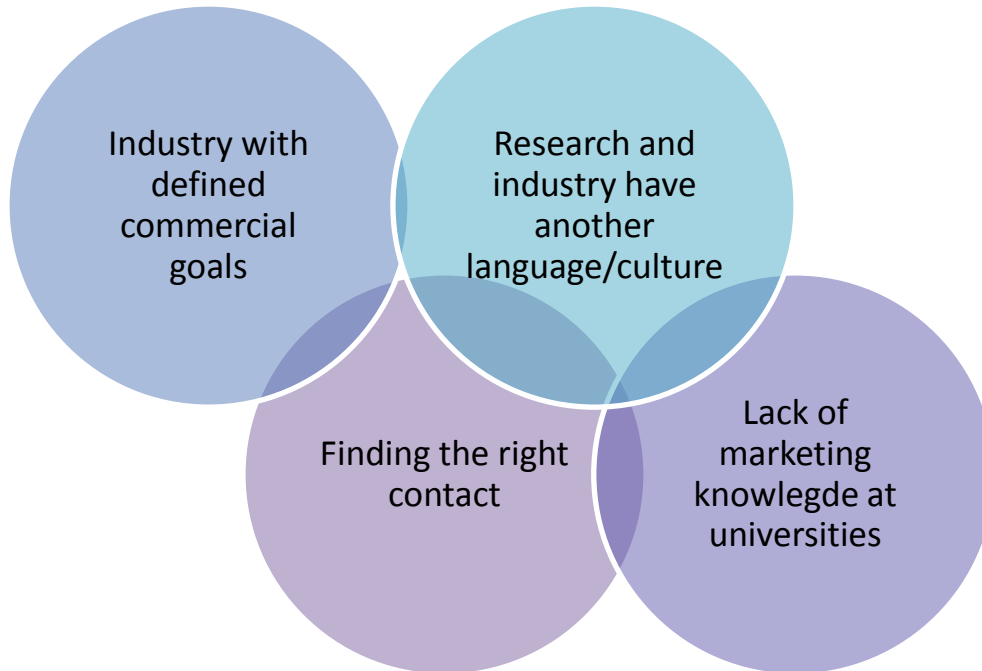 Industry with
defined
commercial
goals
Research and
industry have
another
language/culture
Finding the right
contact
Lack of
marketing
knowlegde at
universities